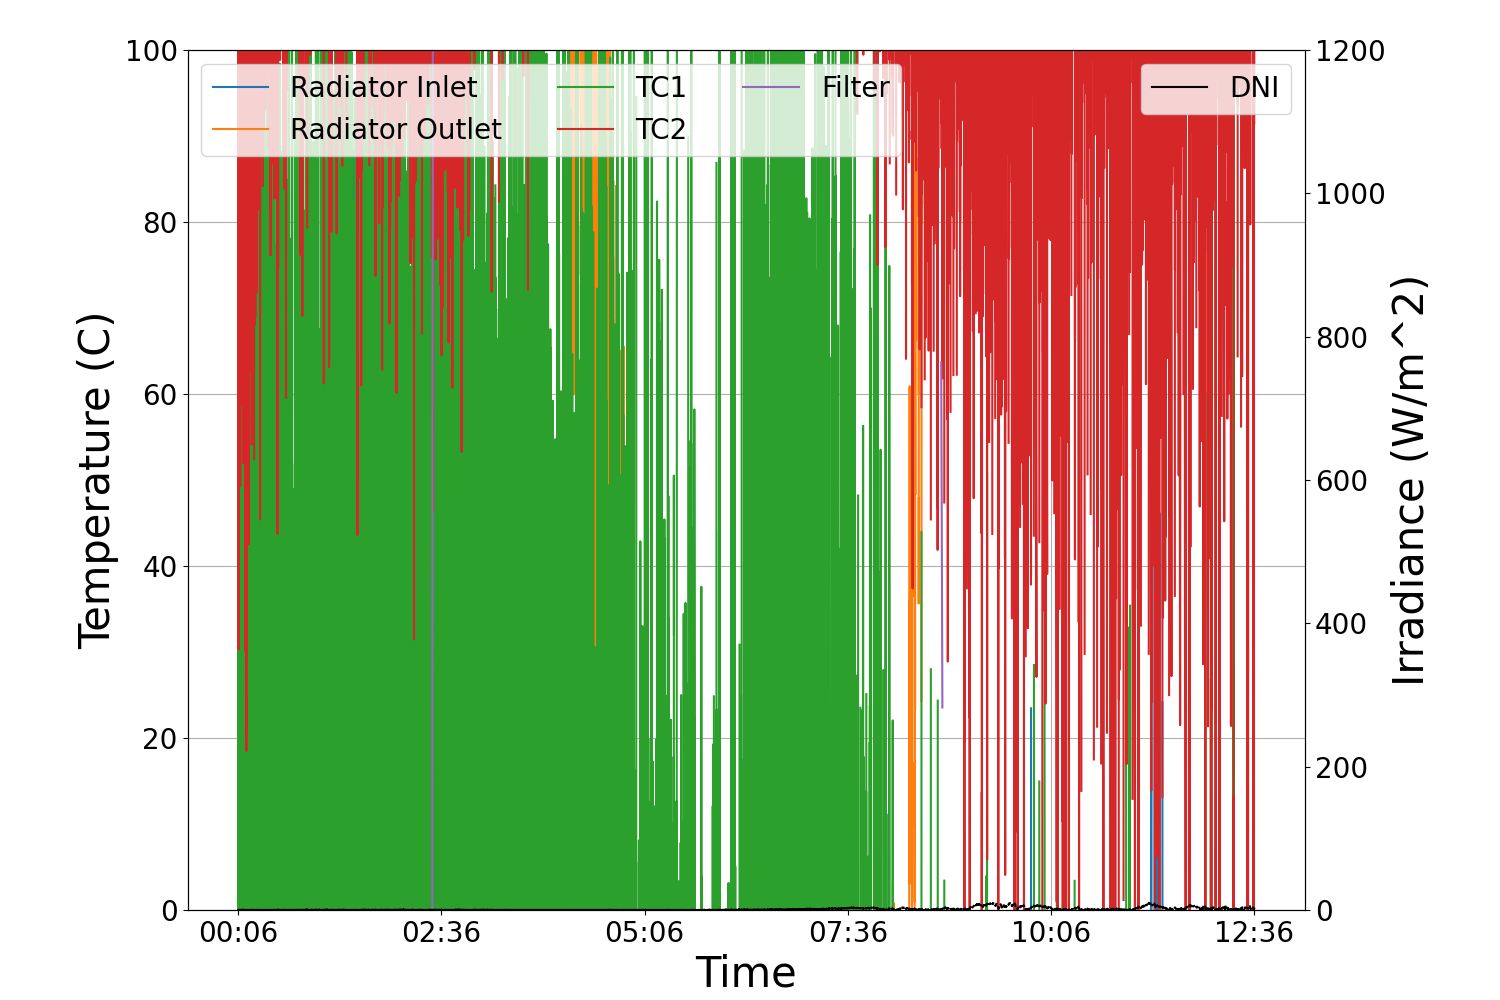 100
80
60
40
20
0
Temperature (C)
Radiator Inlet
Radiator Outlet
TC1
TC2
Filter
DNI
1200
1000
800
600
400
200
0
Irradiance (W/m^2)
00:06 02:36 05:06 07:36 10:06 12:36
Time